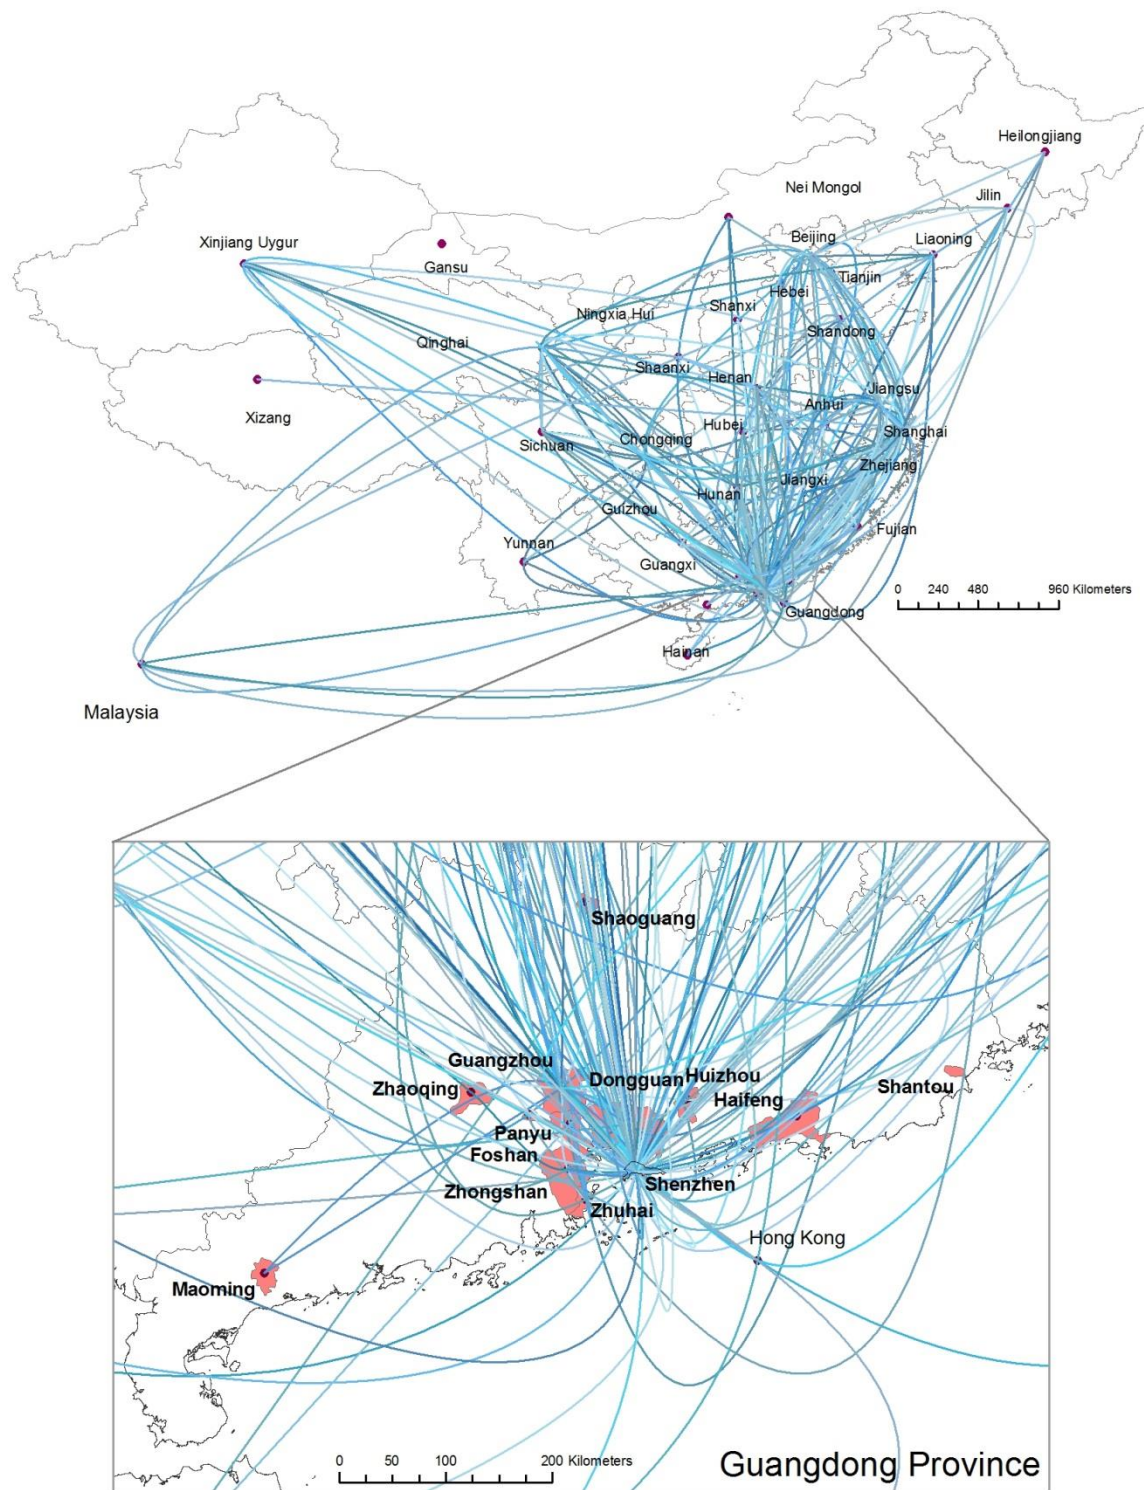 Heilongjiang
Nei Mongol
Jilin
Xinjiang Uygur
Beijing
Liaoning
Gansu
Tianjin
Hebei
Ningxia Hui
Shanxi
Qinghai
Shandong
Shaanxi
Henan
Jiangsu
Xizang
Anhui
Hubei
Shanghai
Sichuan
Chongqing
Zhejiang
Jiangxi
Hunan
Guizhou
Fujian
Yunnan
Guangxi
0 240 480 960 Kilometers
Guangdong
Hainan
Malaysia
Shaoguang
Guangzhou
Dongguan
Huizhou
Zhaoqing
Shantou
Haifeng
Panyu
Foshan
Shenzhen
Zhongshan
Zhuhai
Hong Kong
Maoming
0 50 100 200 Kilometers
Guangdong Province